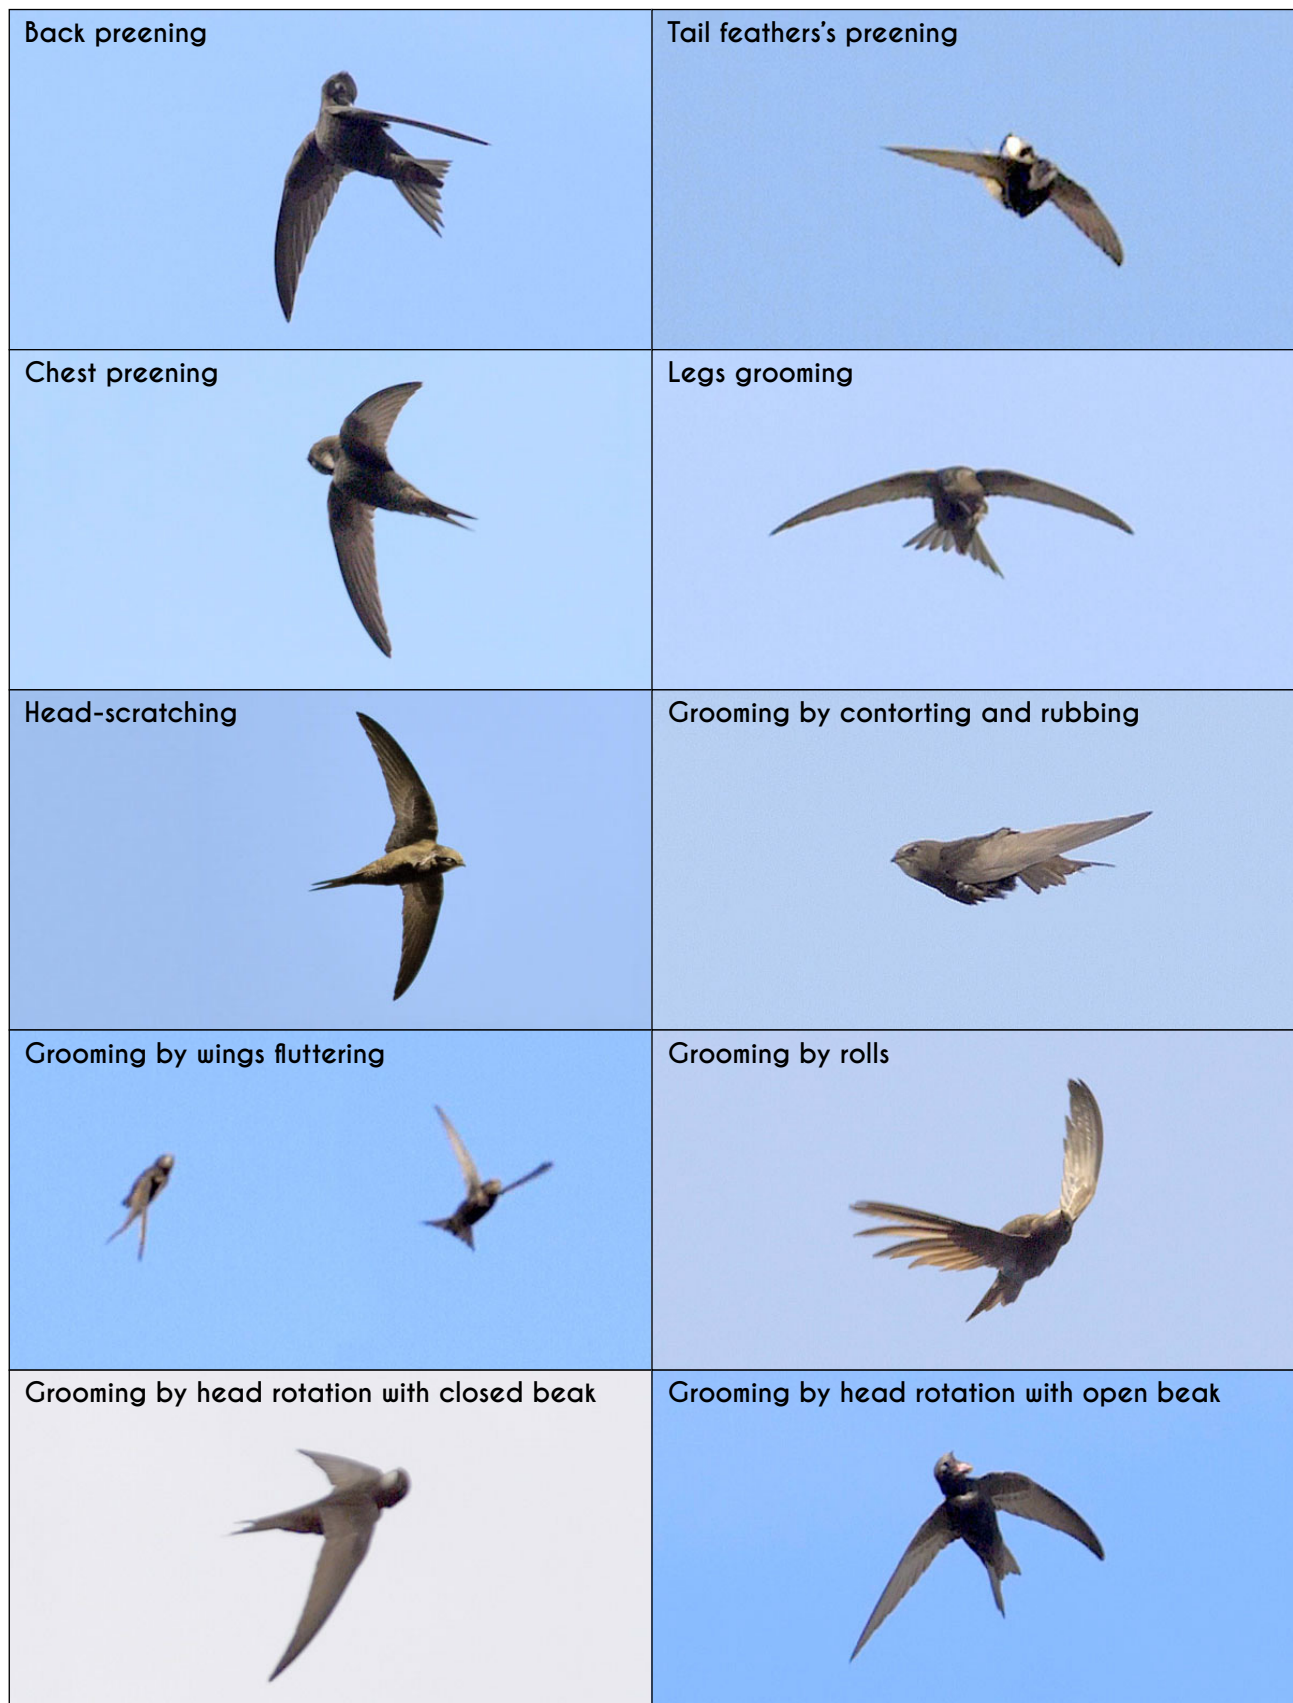 Back preening
Tail feathers's preening
Chest preening
Legs grooming
Head-scratching
Grooming by contorting and rubbing
Grooming by wings fluttering
Grooming by rolls
Grooming by head rotation with closed beak
Grooming by head rotation with open beak